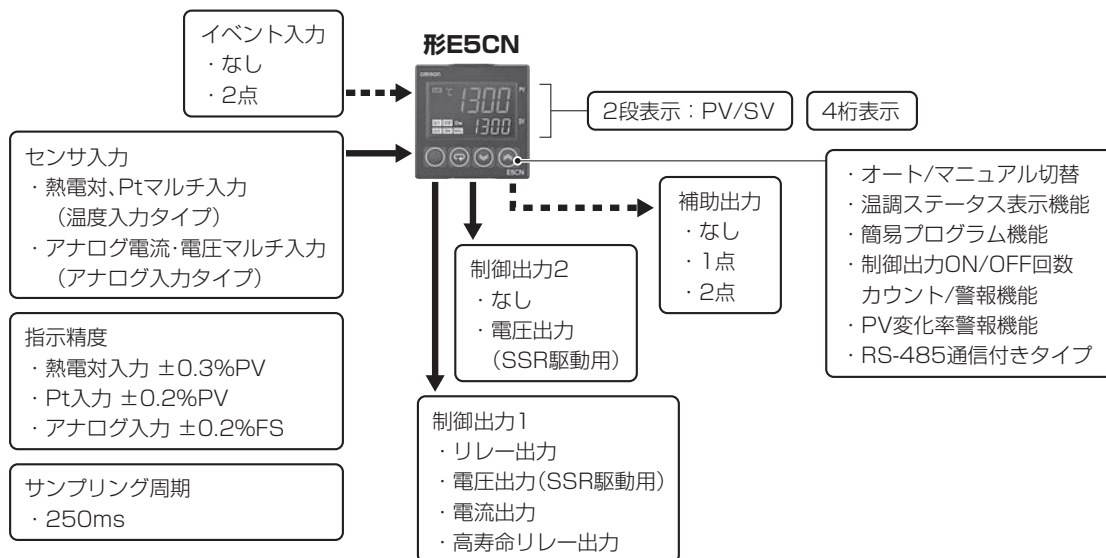 イベント入力
・なし
・2点
形E5CN
omron
1300
1300
E5CN
2段表示:PV/SV
4桁表示
センサ入力
・熱電対、Ptマルチ入力
(温度入力タイプ)
・アナログ電流・電圧マルチ入力
(アナログ入力タイプ)
指示精度
・熱電対入力 ±0.3%PV
・Pt入力 ±0.2%PV
・アナログ入力 ±0.2%FS
サンプリング周期
・250ms
制御出力2
・なし
・電圧出力
(SSR駆動用)
制御出力1
・リレー出力
・電圧出力(SSR駆動用)
・電流出力
・高寿命リレー出力
補助出力
・なし
・1点
・2点
・オート/マニュアル切替
・温調ステータス表示機能
・簡易プログラム機能
・制御出力ON/OFF回数
カウント/警報機能
・PV変化率警報機能
・RS-485通信付きタイプ